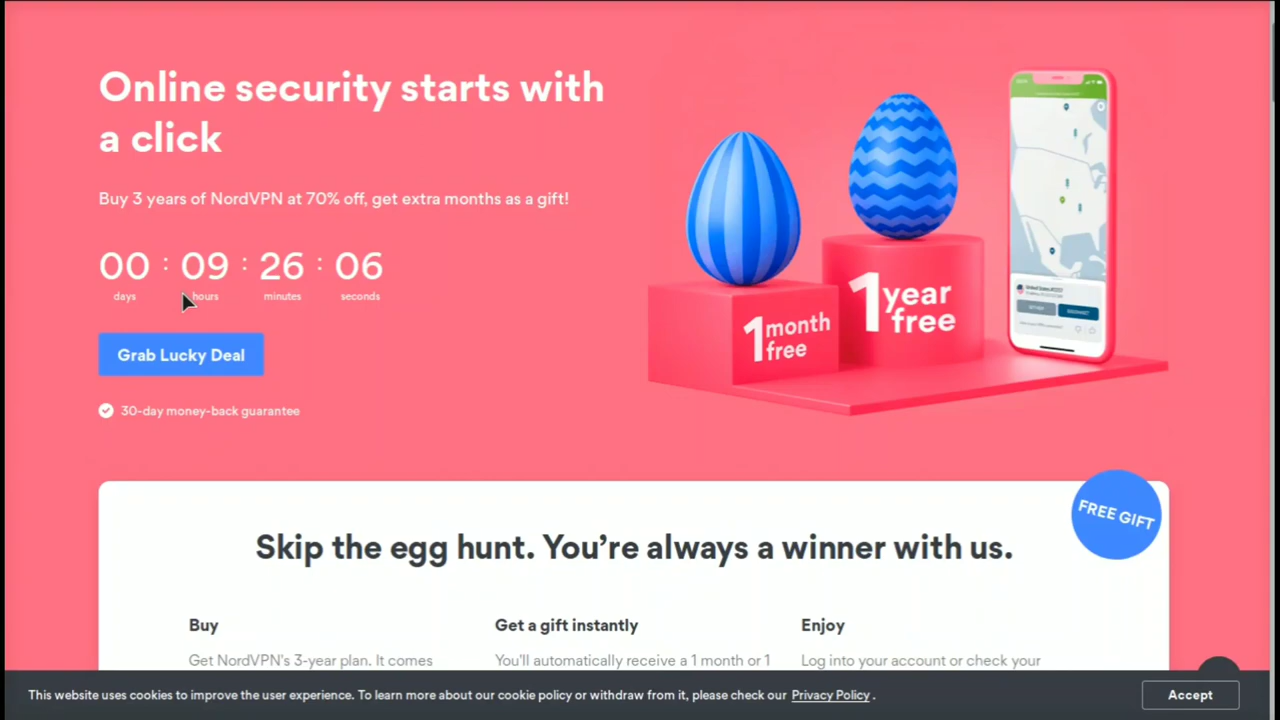 Online security starts with
a click
Buy 3 years of NordVPN at 70% off, get extra months as a gift!
00 : 09 : 26 : 06
days hours minutes seconds
Grab Lucky Deal
30-day money-back guarantee
1 month
free
1 year
free
FREE GIFT
Skip the egg hunt. You’re always a winner with us.
Buy
Get NordVPN's 3-year plan. It comes
Get a gift instantly
You'll automatically receive a 1 month or 1
Enjoy
Log into your account or check your
This website uses cookies to improve the user experience. To learn more about our cookie policy or withdraw from it, please check our Privacy Policy .
Accept